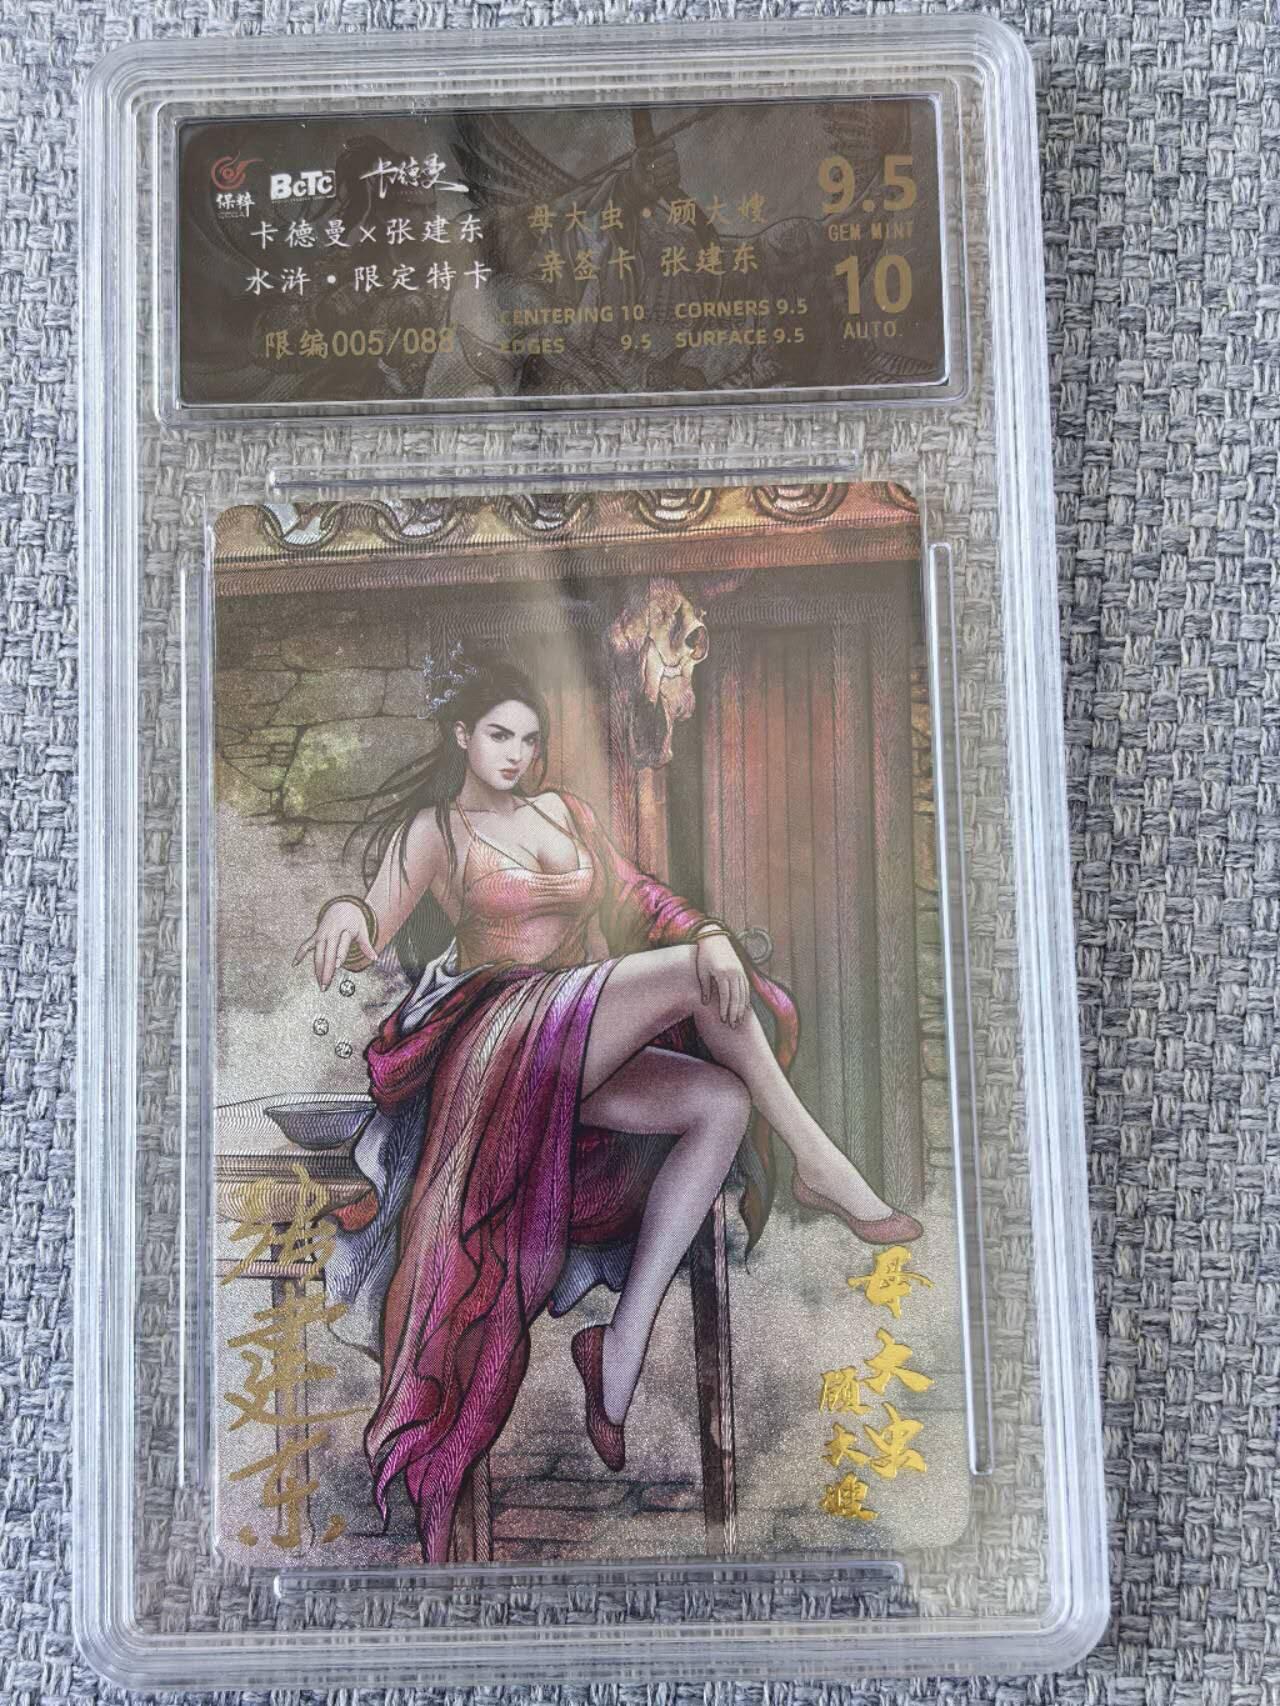 保粹 BCTC 卡德曼
卡德曼×张建东
水浒·限定特卡
限编005/088
母大虫·顾大嫂
亲签卡 张建东
CENTERING 10 CORNERS 9.5
EDGES 9.5 SURFACE 9.5
9.5
GEM MINT
10
AUTO.
张建东
母大虫
顾大嫂